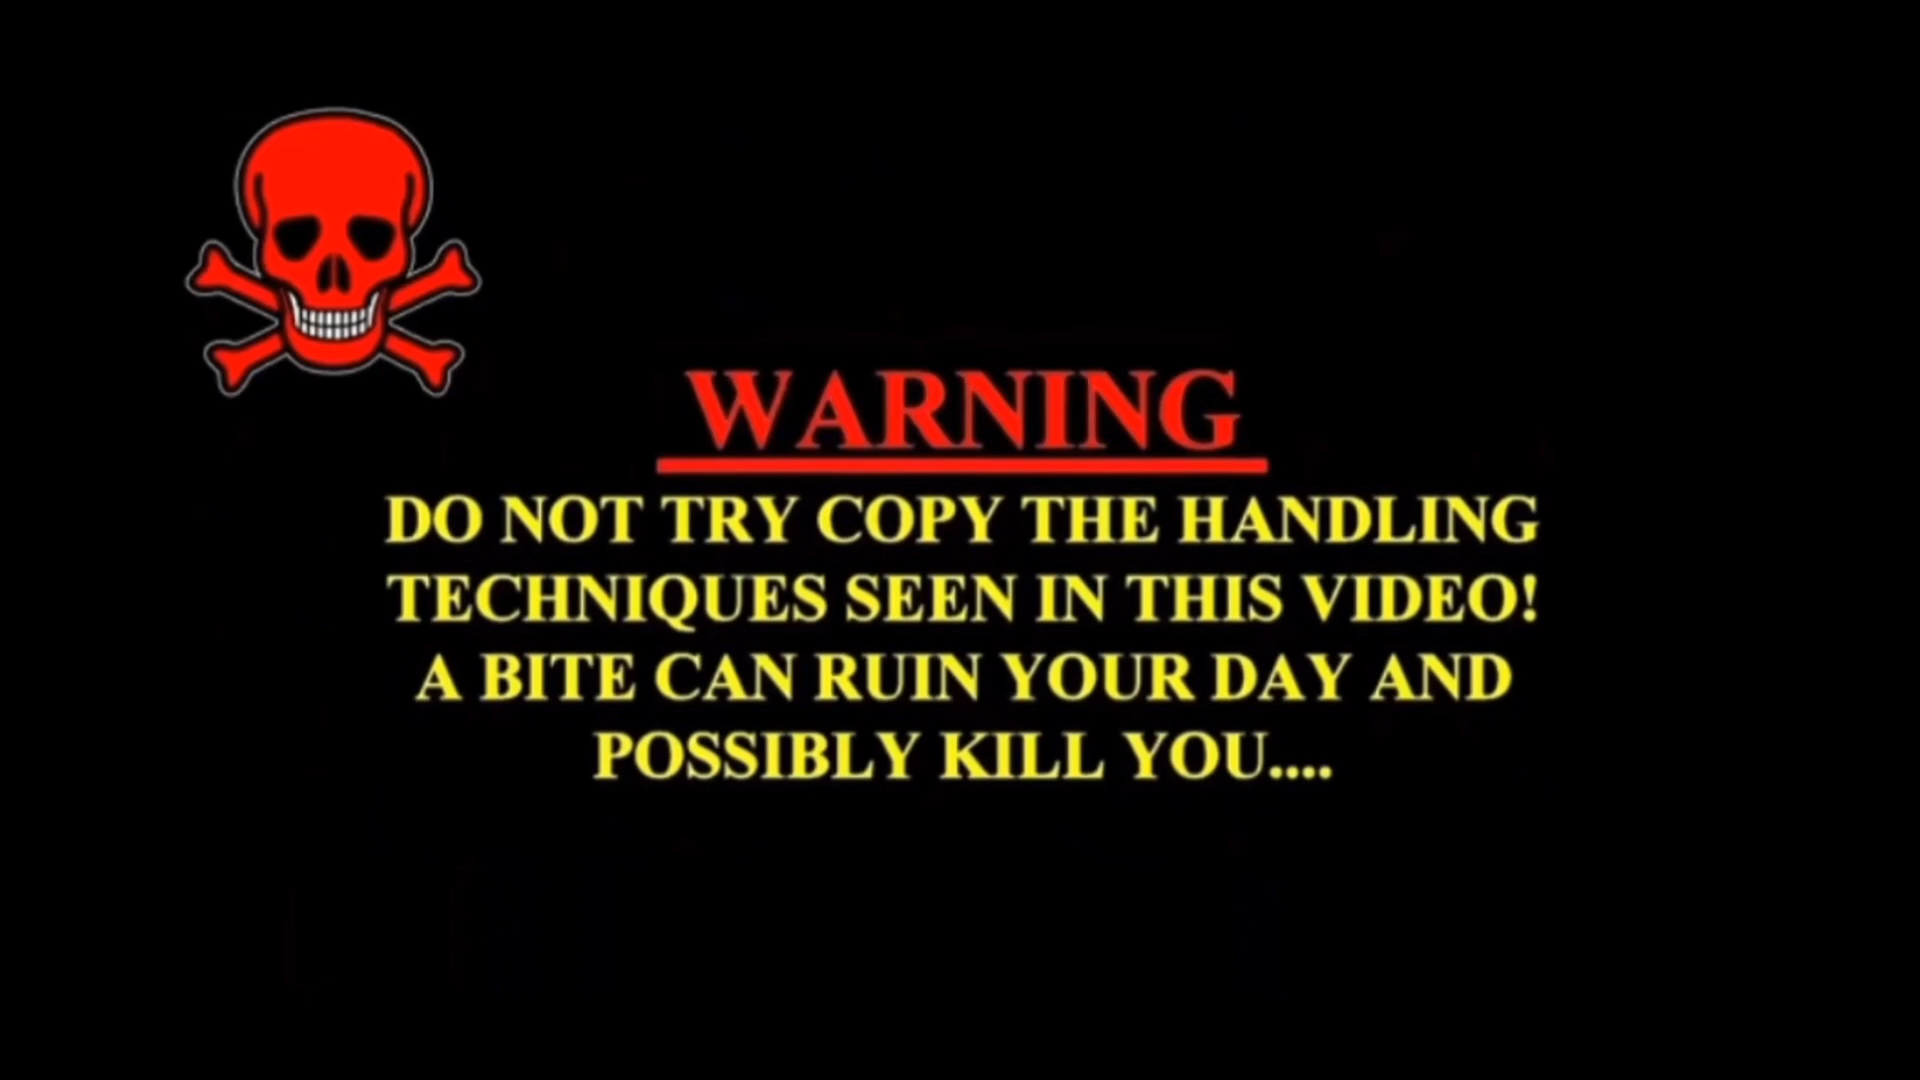 WARNING
DO NOT TRY COPY THE HANDLING
TECHNIQUES SEEN IN THIS VIDEO!
A BITE CAN RUIN YOUR DAY AND
POSSIBLY KILL YOU....